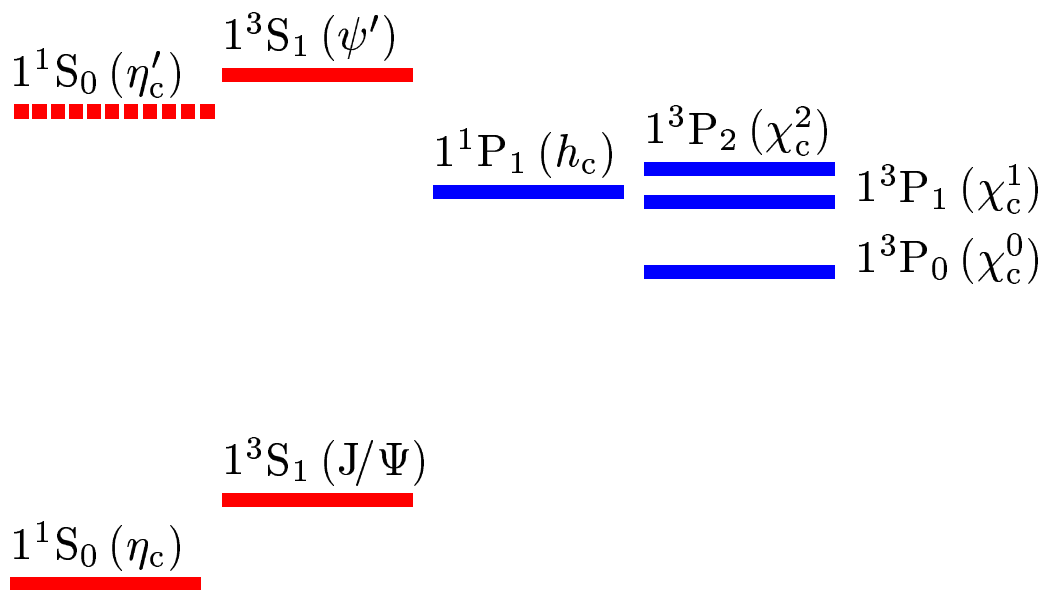 1³S₁ (ψ′)
1¹S₀ (η′c)
1³P₂ (χ²c)
1¹P₁ (hc)
1³P₁ (χ¹c)
1³P₀ (χ⁰c)
1³S₁ (J/Ψ)
1¹S₀ (ηc)